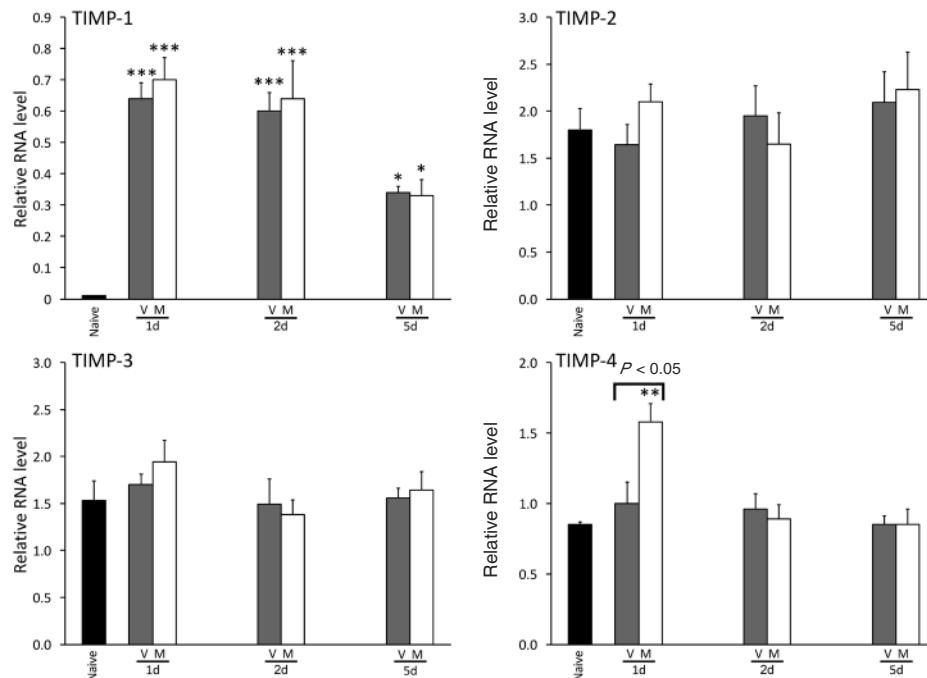 TIMP-1
Relative RNA level
0.9
0.8
0.7
0.6
0.5
0.4
0.3
0.2
0.1
0
***
***
***
***
*
*
Naive
V M
1d
V M
2d
V M
5d
TIMP-2
Relative RNA level
3.0
2.5
2.0
1.5
1.0
0.5
0.0
Naive
V M
1d
V M
2d
V M
5d
TIMP-3
Relative RNA level
3.0
2.5
2.0
1.5
1.0
0.5
0.0
Naive
V M
1d
V M
2d
V M
5d
TIMP-4
Relative RNA level
2.0
1.5
1.0
0.5
0.0
P < 0.05
**
Naive
V M
1d
V M
2d
V M
5d